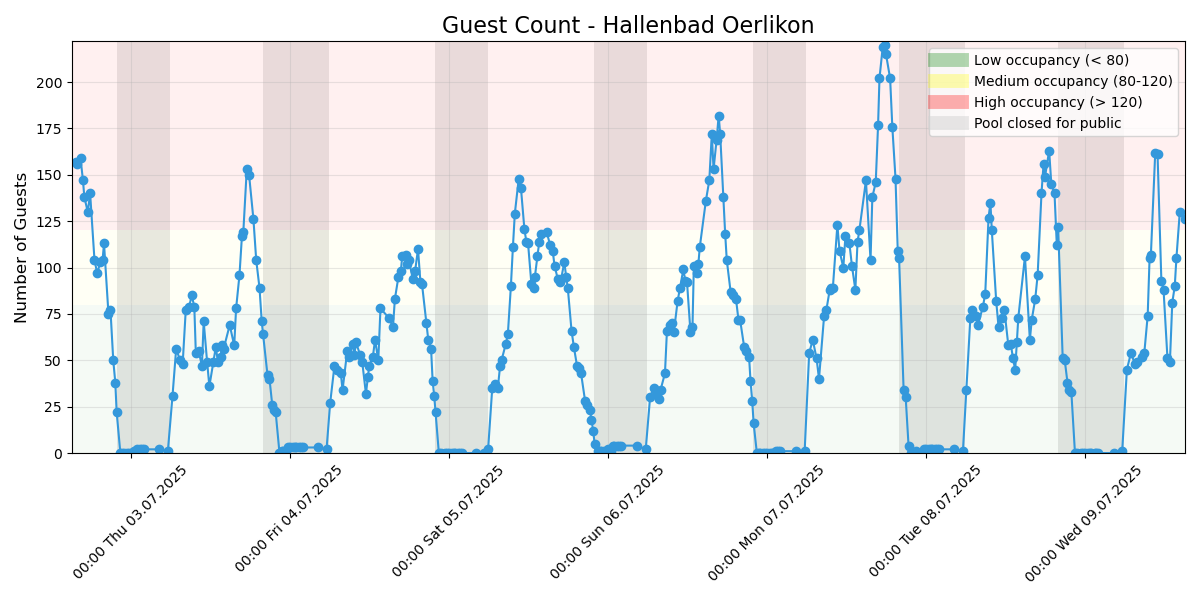 Guest Count - Hallenbad Oerlikon
Number of Guests
200
175
150
125
100
75
50
25
0
Low occupancy (< 80)
Medium occupancy (80-120)
High occupancy (> 120)
Pool closed for public
00:00 Thu 03.07.2025
00:00 Fri 04.07.2025
00:00 Sat 05.07.2025
00:00 Sun 06.07.2025
00:00 Mon 07.07.2025
00:00 Tue 08.07.2025
00:00 Wed 09.07.2025